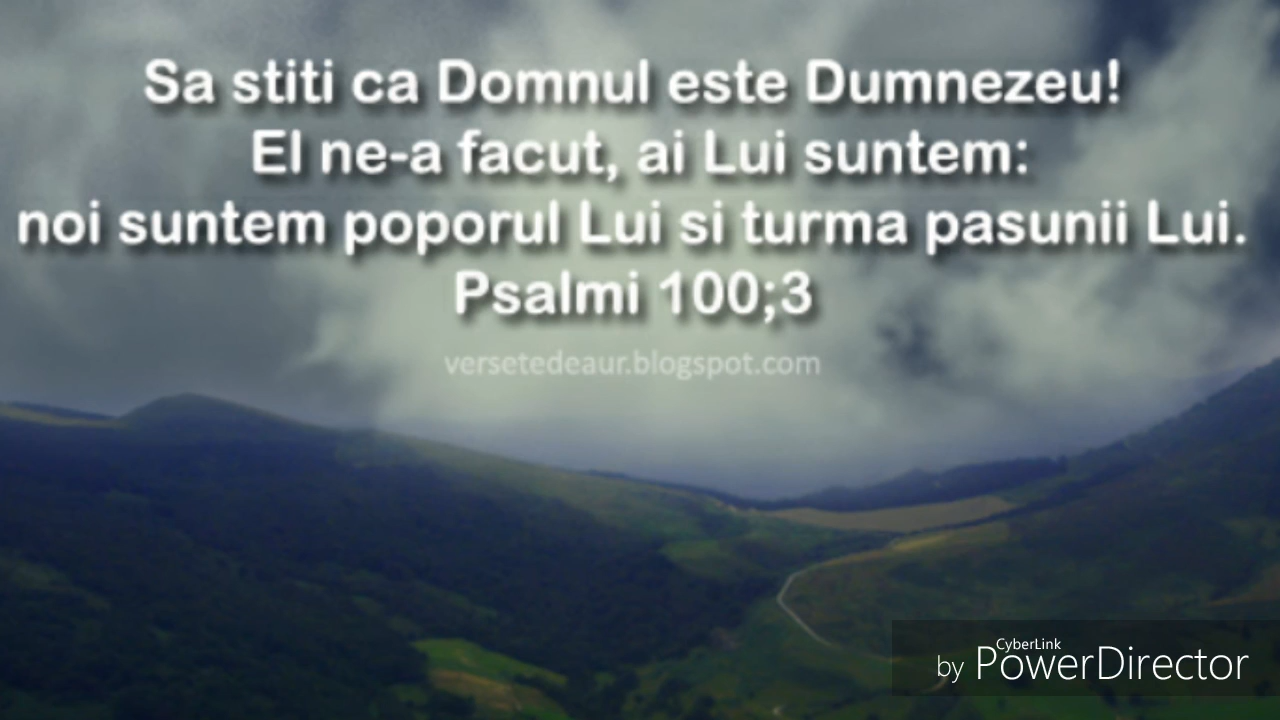 Sa stiti ca Domnul este Dumnezeu!
El ne-a facut, ai Lui suntem:
noi suntem poporul Lui si turma pasunii Lui.
Psalmi 100;3
versetedeaur.blogspot.com
CyberLink
by PowerDirector